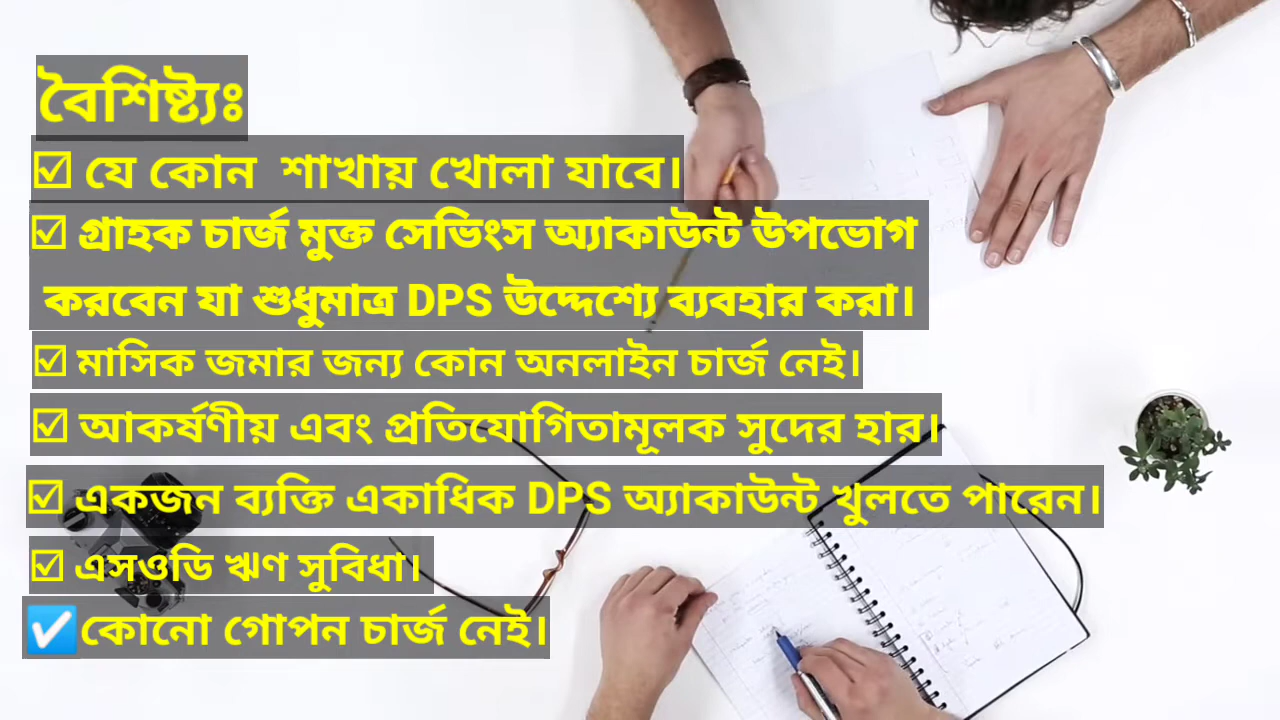 বৈশিষ্ট্যঃ
☑ যে কোন শাখায় খোলা যাবে।
☑ গ্রাহক চার্জ মুক্ত সেভিংস অ্যাকাউন্ট উপভোগ
করবেন যা শুধুমাত্র DPS উদ্দেশ্যে ব্যবহার করা।
☑ মাসিক জমার জন্য কোন অনলাইন চার্জ নেই।
☑ আকর্ষণীয় এবং প্রতিযোগিতামূলক সুদের হার।
☑ একজন ব্যক্তি একাধিক DPS অ্যাকাউন্ট খুলতে পারেন।
☑ এসওডি ঋণ সুবিধা।
☑ কোনো গোপন চার্জ নেই।